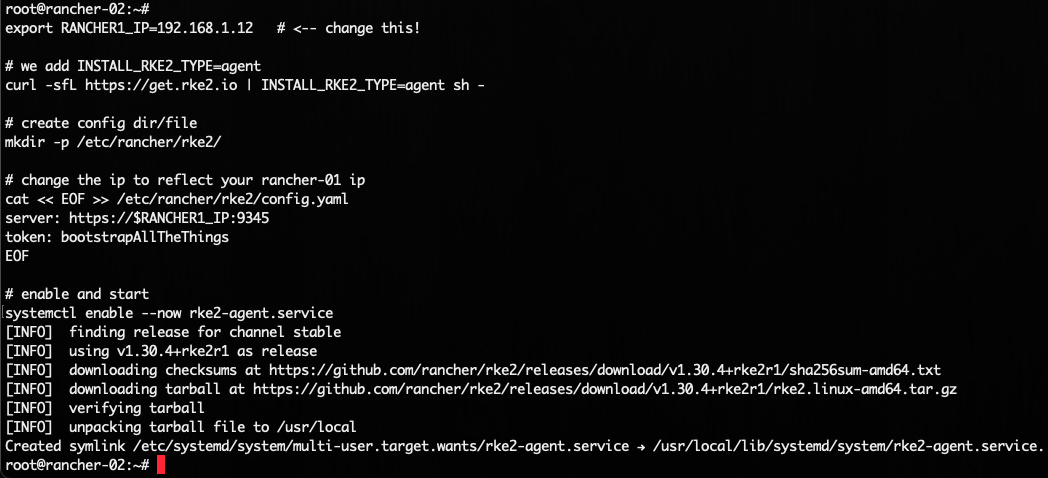 root@rancher-02:~#
export RANCHER1_IP=192.168.1.12   # <-- change this!
# we add INSTALL_RKE2_TYPE=agent
curl -sfL https://get.rke2.io | INSTALL_RKE2_TYPE=agent sh -
# create config dir/file
mkdir -p /etc/rancher/rke2/
# change the ip to reflect your rancher-01 ip
cat << EOF >> /etc/rancher/rke2/config.yaml
server: https://$RANCHER1_IP:9345
token: bootstrapAllTheThings
EOF
# enable and start
systemctl enable --now rke2-agent.service
[INFO]  finding release for channel stable
[INFO]  using v1.30.4+rke2r1 as release
[INFO]  downloading checksums at https://github.com/rancher/rke2/releases/download/v1.30.4+rke2r1/sha256sum-amd64.txt
[INFO]  downloading tarball at https://github.com/rancher/rke2/releases/download/v1.30.4+rke2r1/rke2.linux-amd64.tar.gz
[INFO]  verifying tarball
[INFO]  unpacking tarball file to /usr/local
Created symlink /etc/systemd/system/multi-user.target.wants/rke2-agent.service → /usr/local/lib/systemd/system/rke2-agent.service.
root@rancher-02:~#